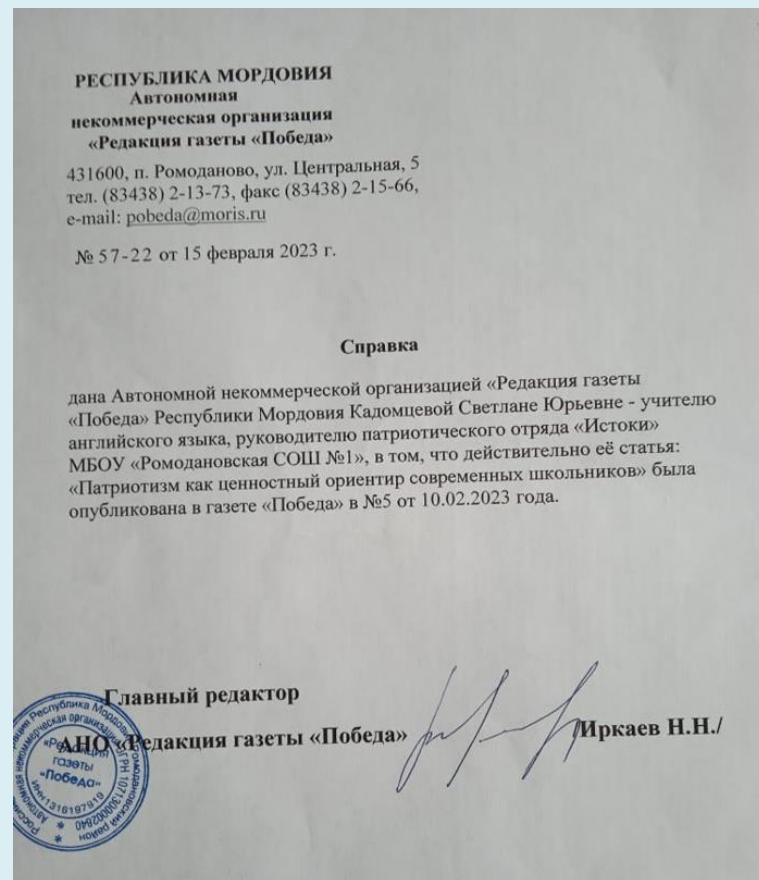 РЕСПУБЛИКА МОРДОВИЯ
Автономная
некоммерческая организация
«Редакция газеты «Победа»
431600, п. Ромоданово, ул. Центральная, 5
тел. (83438) 2-13-73, факс (83438) 2-15-66,
e-mail: pobeda@moris.ru
№ 57-22 от 15 февраля 2023 г.
Справка
дана Автономной некоммерческой организацией «Редакция газеты
«Победа» Республики Мордовия Кадомцевой Светлане Юрьевне - учителю
английского языка, руководителю патриотического отряда «Истоки»
МБОУ «Ромодановская СОШ №1», в том, что действительно её статья:
«Патриотизм как ценностный ориентир современных школьников» была
опубликована в газете «Победа» в №5 от 10.02.2023 года.
Главный редактор
АНО «Редакция газеты «Победа» /Иркаев Н.Н./
«Редакция
газеты
«Победа»
ИНН1316197919